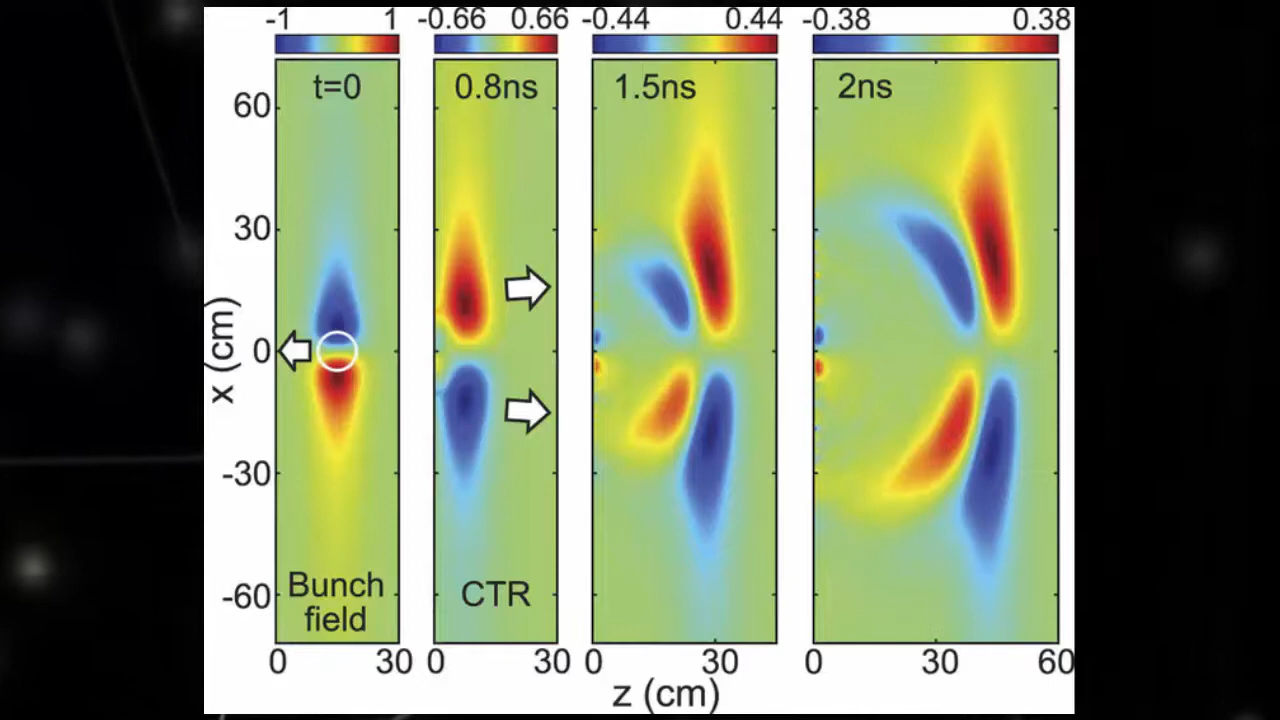 -1 1 -0.66 0.66 -0.44 0.44 -0.38 0.38
t=0 0.8ns 1.5ns 2ns
60
30
0
-30
-60
x (cm)
Bunch
field
CTR
0 30 0 30 0 30 0 30 60
z (cm)